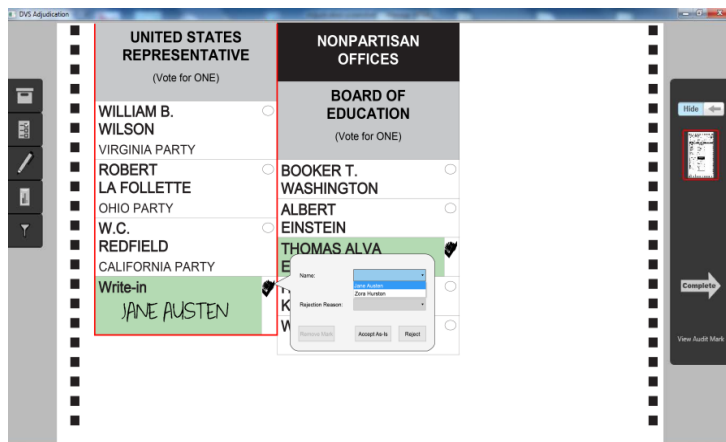 DVS Adjudication
UNITED STATES
REPRESENTATIVE
(Vote for ONE)
WILLIAM B.
WILSON
VIRGINIA PARTY
ROBERT
LA FOLLETTE
OHIO PARTY
W.C.
REDFIELD
CALIFORNIA PARTY
Write-in
JANE AUSTEN
NONPARTISAN
OFFICES
BOARD OF
EDUCATION
(Vote for ONE)
BOOKER T.
WASHINGTON
ALBERT
EINSTEIN
THOMAS ALVA
E
K
W
Name:
Jane Austen
Zora Hurston
Rejection Reason:
Remove Mark
Accept As-Is
Reject
Hide
Complete
View Audit Mark